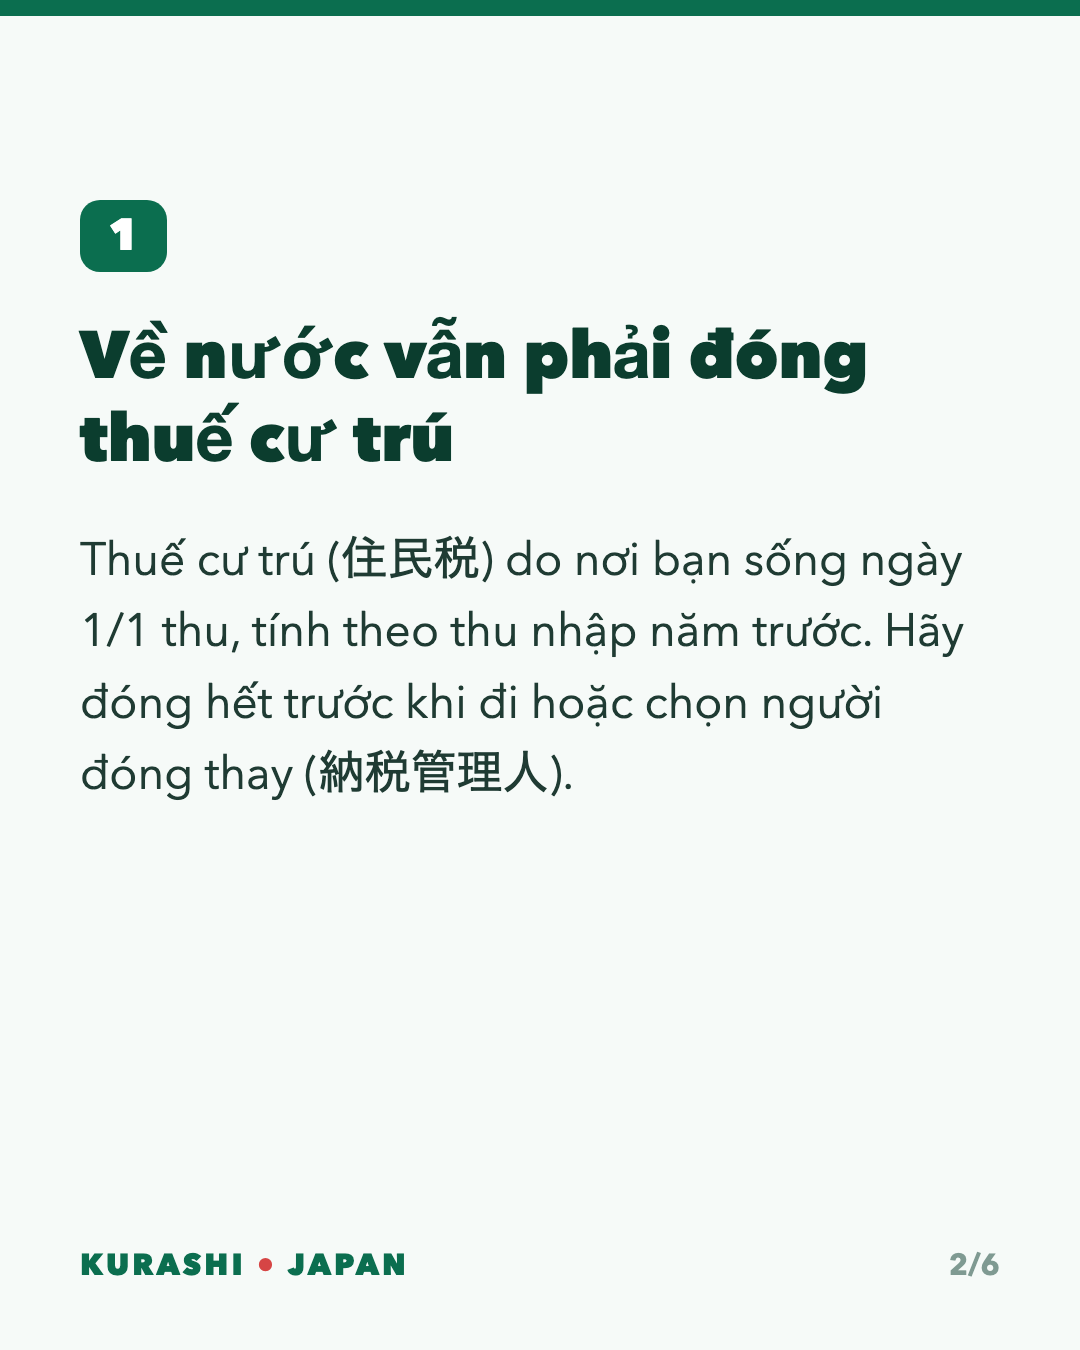 1
Về nước vẫn phải đóng
thuế cư trú
Thuế cư trú (住民税) do nơi bạn sống ngày
1/1 thu, tính theo thu nhập năm trước. Hãy
đóng hết trước khi đi hoặc chọn người
đóng thay (納税管理人).
KURASHI • JAPAN
2/6